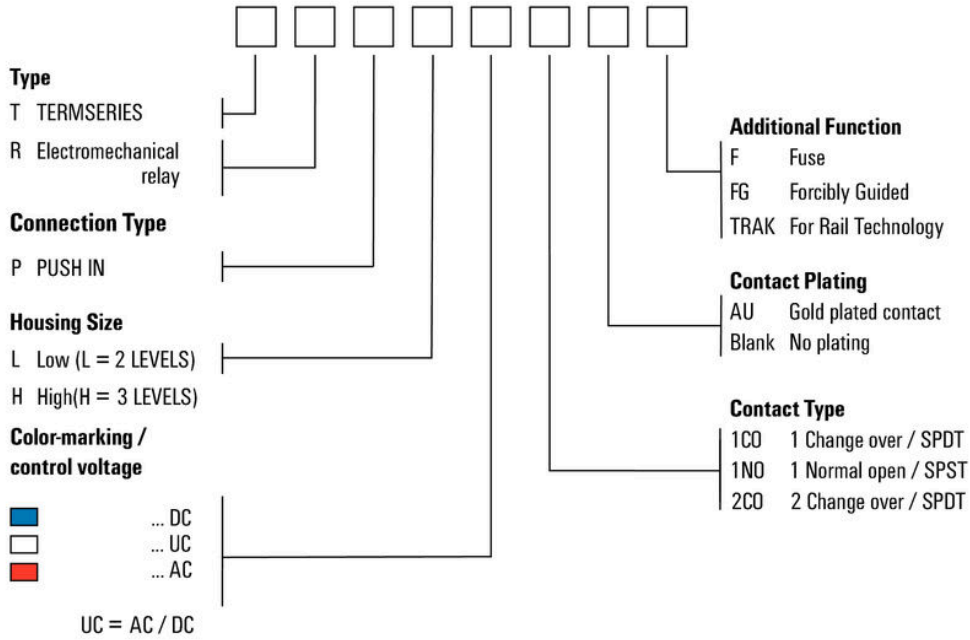 Type
T TERMSERIES
R Electromechanical
relay
Connection Type
P PUSH IN
Housing Size
L Low (L = 2 LEVELS)
H High(H = 3 LEVELS)
Color-marking /
control voltage
... DC
... UC
... AC
UC = AC / DC
Additional Function
F Fuse
FG Forcibly Guided
TRAK For Rail Technology
Contact Plating
AU Gold plated contact
Blank No plating
Contact Type
1CO 1 Change over / SPDT
1NO 1 Normal open / SPST
2CO 2 Change over / SPDT